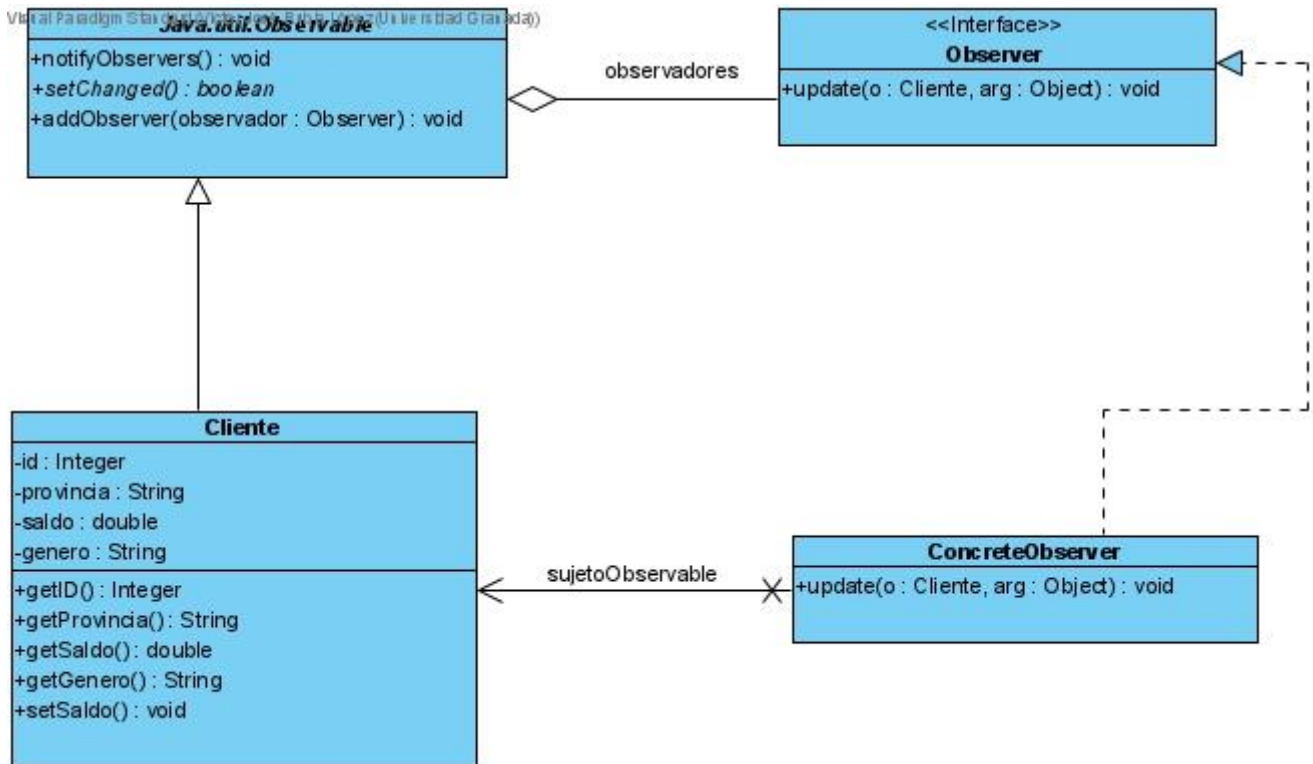 Java.util.Observable
+notifyObservers() : void
+setChanged() : boolean
+addObserver(observador : Observer) : void
observadores
<<Interface>>
Observer
+update(o : Cliente, arg : Object) : void
Cliente
-id : Integer
-provincia : String
-saldo : double
-genero : String
+getID() : Integer
+getProvincia() : String
+getSaldo() : double
+getGenero() : String
+setSaldo() : void
sujetoObservable
ConcreteObserver
+update(o : Cliente, arg : Object) : void